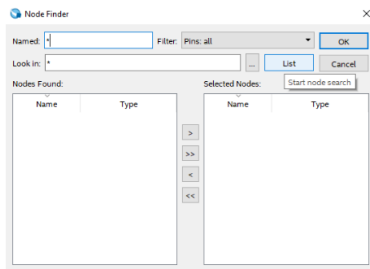 Node Finder
Named: * Filter: Pins: all OK
Look in: * ... List Cancel
Nodes Found: Selected Nodes: Start node search
Name Type Name Type
>
>>
<
<<